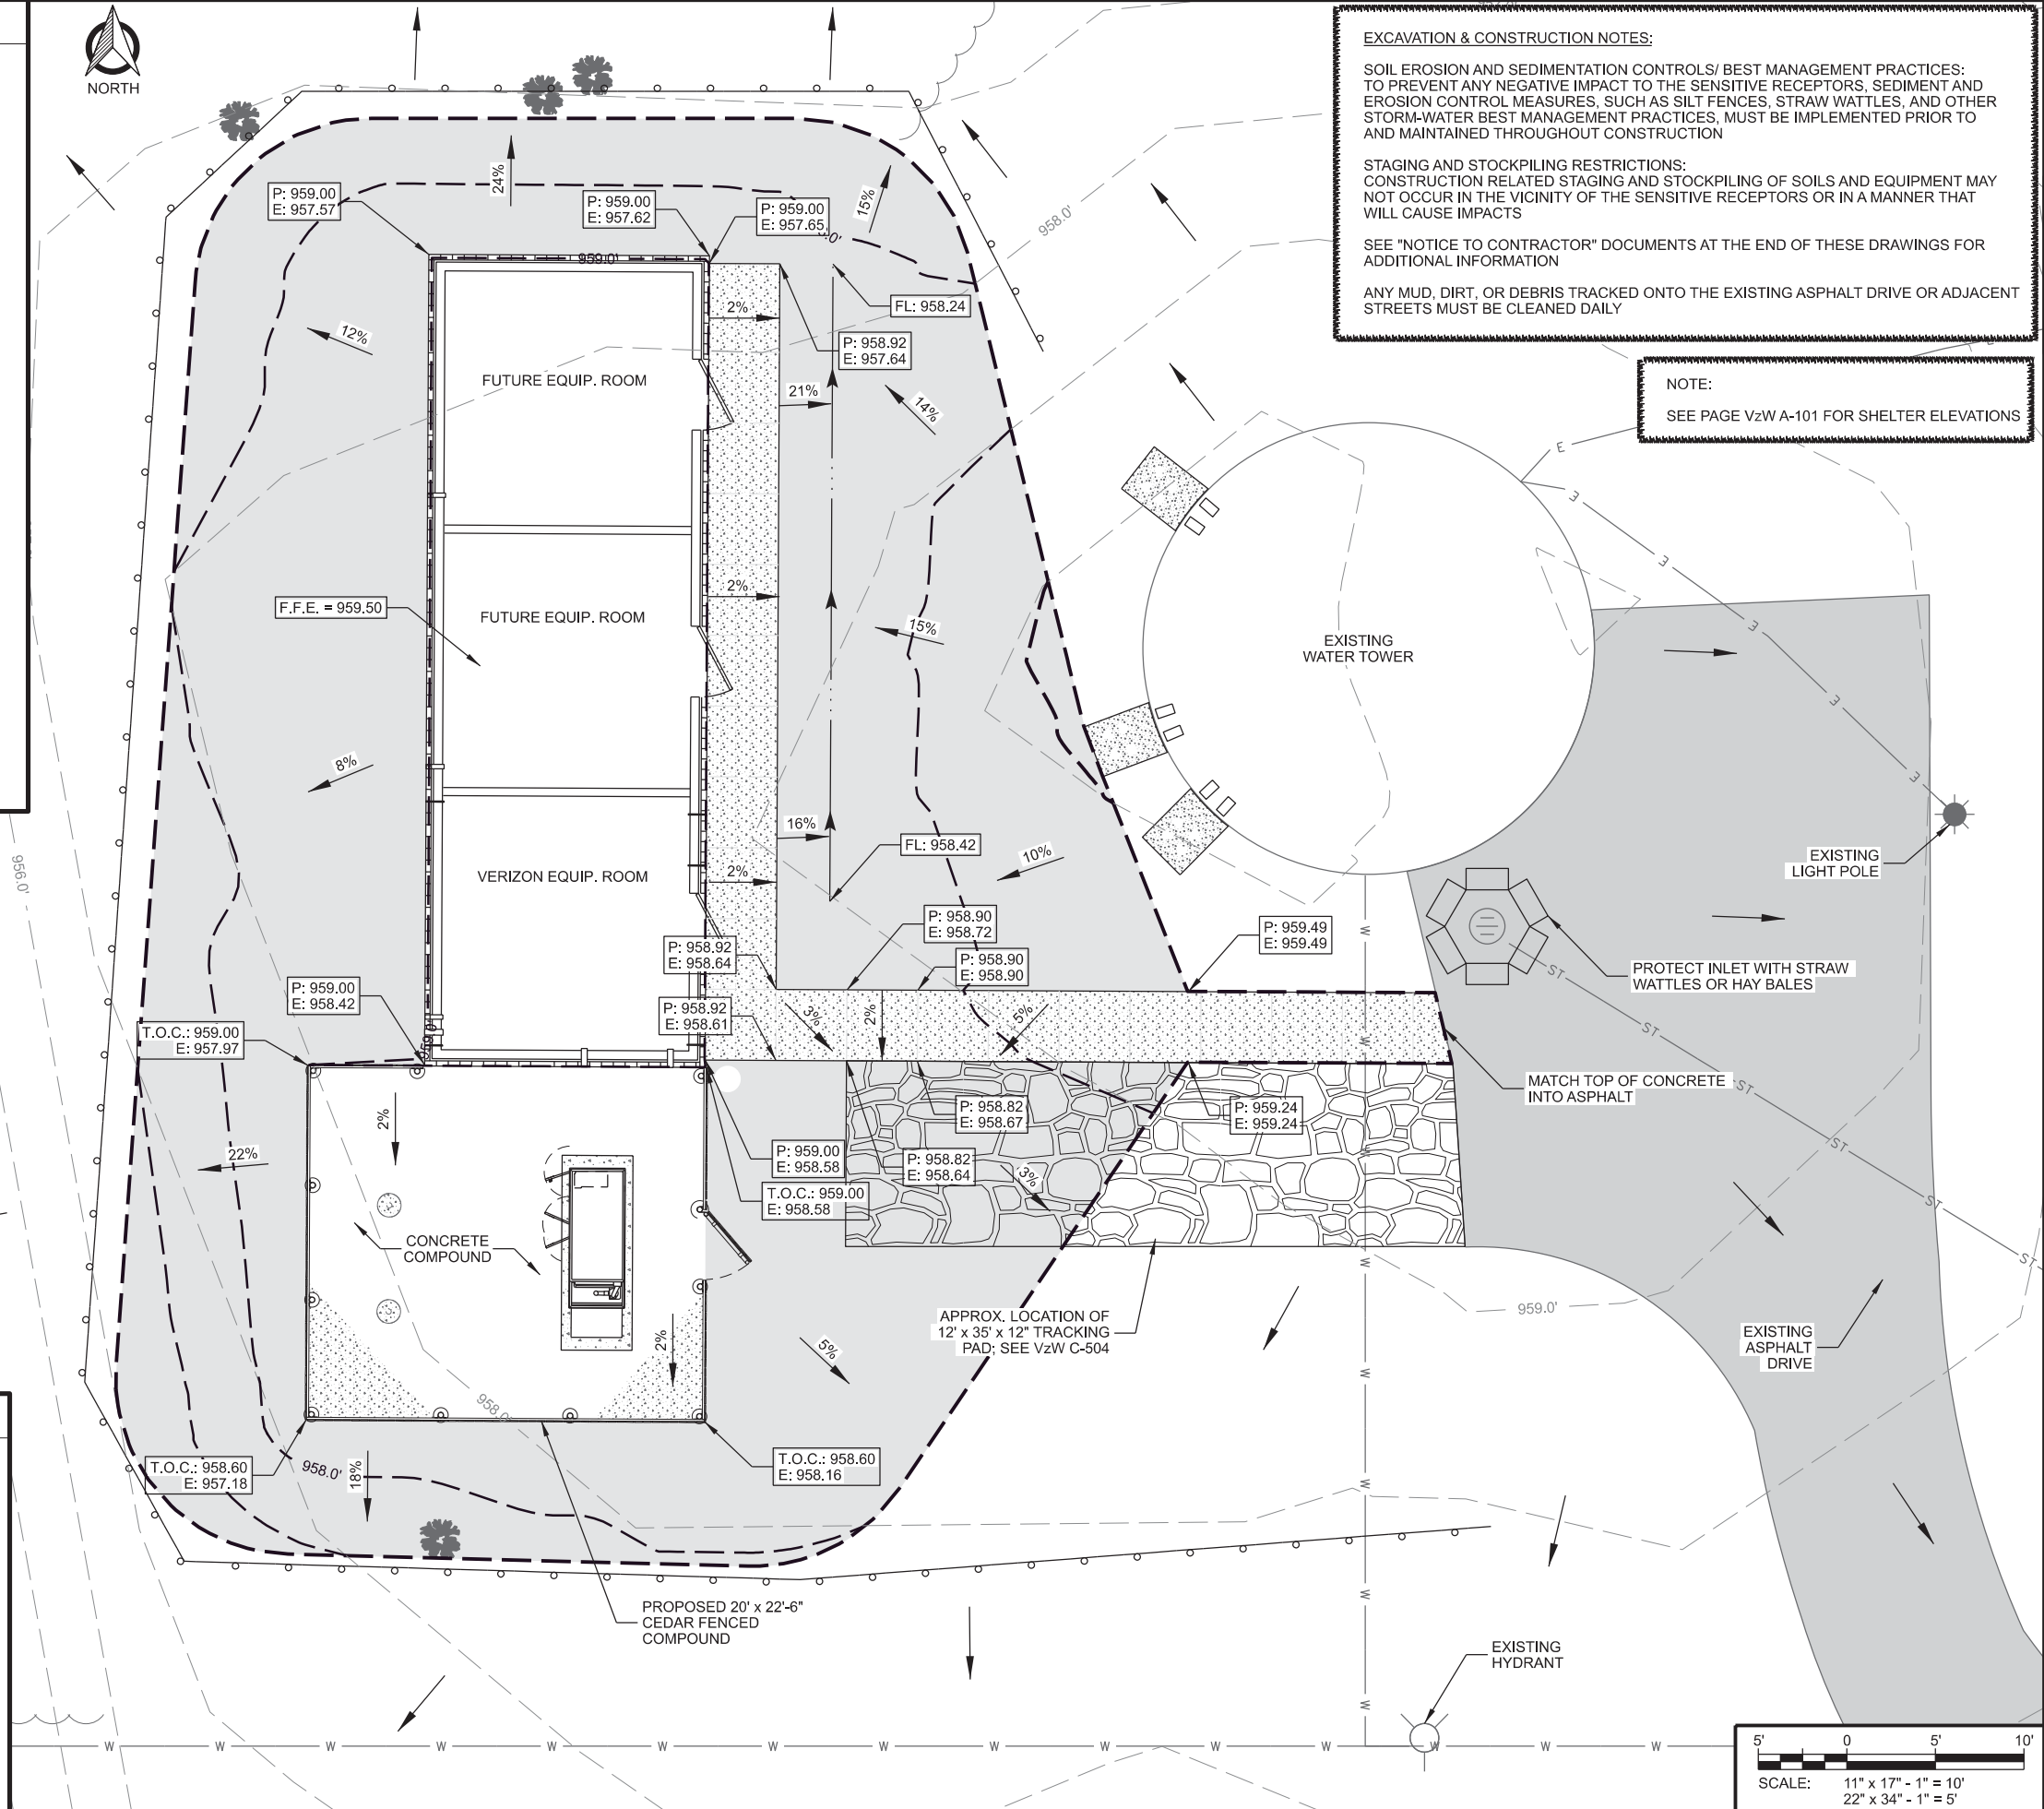 NORTH
EXCAVATION & CONSTRUCTION NOTES:
SOIL EROSION AND SEDIMENTATION CONTROLS/ BEST MANAGEMENT PRACTICES:
TO PREVENT ANY NEGATIVE IMPACT TO THE SENSITIVE RECEPTORS, SEDIMENT AND
EROSION CONTROL MEASURES, SUCH AS SILT FENCES, STRAW WATTLES, AND OTHER
STORM-WATER BEST MANAGEMENT PRACTICES, MUST BE IMPLEMENTED PRIOR TO
AND MAINTAINED THROUGHOUT CONSTRUCTION
STAGING AND STOCKPILING RESTRICTIONS:
CONSTRUCTION RELATED STAGING AND STOCKPILING OF SOILS AND EQUIPMENT MAY
NOT OCCUR IN THE VICINITY OF THE SENSITIVE RECEPTORS OR IN A MANNER THAT
WILL CAUSE IMPACTS
SEE "NOTICE TO CONTRACTOR" DOCUMENTS AT THE END OF THESE DRAWINGS FOR
ADDITIONAL INFORMATION
ANY MUD, DIRT, OR DEBRIS TRACKED ONTO THE EXISTING ASPHALT DRIVE OR ADJACENT
STREETS MUST BE CLEANED DAILY
NOTE:
SEE PAGE VzW A-101 FOR SHELTER ELEVATIONS
24%
15%
P: 959.00
E: 957.57
P: 959.00
E: 957.62
P: 959.00
E: 957.65
958.0'
959.0'
2%
FL: 958.24
12%
P: 958.92
E: 957.64
FUTURE EQUIP. ROOM
21%
14%
E
E
E
E
E
E
E
F.F.E. = 959.50
FUTURE EQUIP. ROOM
2%
15%
EXISTING
WATER TOWER
8%
16%
FL: 958.42
10%
VERIZON EQUIP. ROOM
2%
956.0'
EXISTING
LIGHT POLE
P: 958.90
E: 958.72
P: 959.49
E: 959.49
P: 958.92
E: 958.64
P: 958.90
E: 958.90
PROTECT INLET WITH STRAW
WATTLES OR HAY BALES
P: 959.00
E: 958.42
P: 958.92
E: 958.61
3%
2%
5%
T.O.C.: 959.00
E: 957.97
MATCH TOP OF CONCRETE
INTO ASPHALT
ST
ST
ST
ST
ST
ST
2%
P: 958.82
E: 958.67
P: 959.24
E: 959.24
22%
P: 959.00
E: 958.58
P: 958.82
E: 958.64
3%
T.O.C.: 959.00
E: 958.58
CONCRETE
COMPOUND
2%
5%
APPROX. LOCATION OF
12' x 35' x 12" TRACKING
PAD; SEE VzW C-504
959.0'
EXISTING
ASPHALT
DRIVE
958.0'
T.O.C.: 958.60
E: 957.18
958.0'
18%
T.O.C.: 958.60
E: 958.16
PROPOSED 20' x 22'-6"
CEDAR FENCED
COMPOUND
EXISTING
HYDRANT
W
W
W
W
W
W
W
W
W W W W W W W W W W W W W W W
5' 0 5' 10'
SCALE: 11" x 17" - 1" = 10'
22" x 34" - 1" = 5'